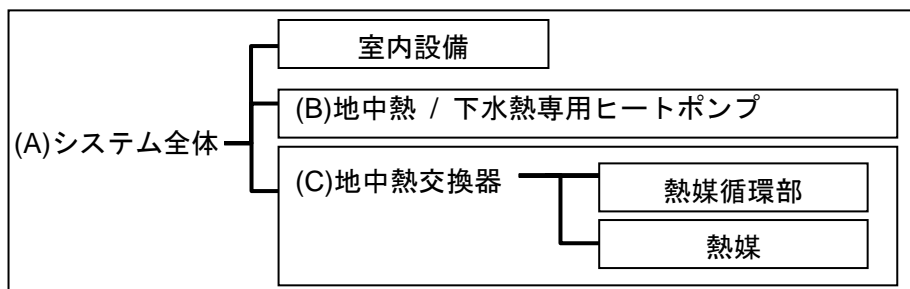 室内設備
(B)地中熱 / 下水熱専用ヒートポンプ
(A)システム全体
(C)地中熱交換器
熱媒循環部
熱媒